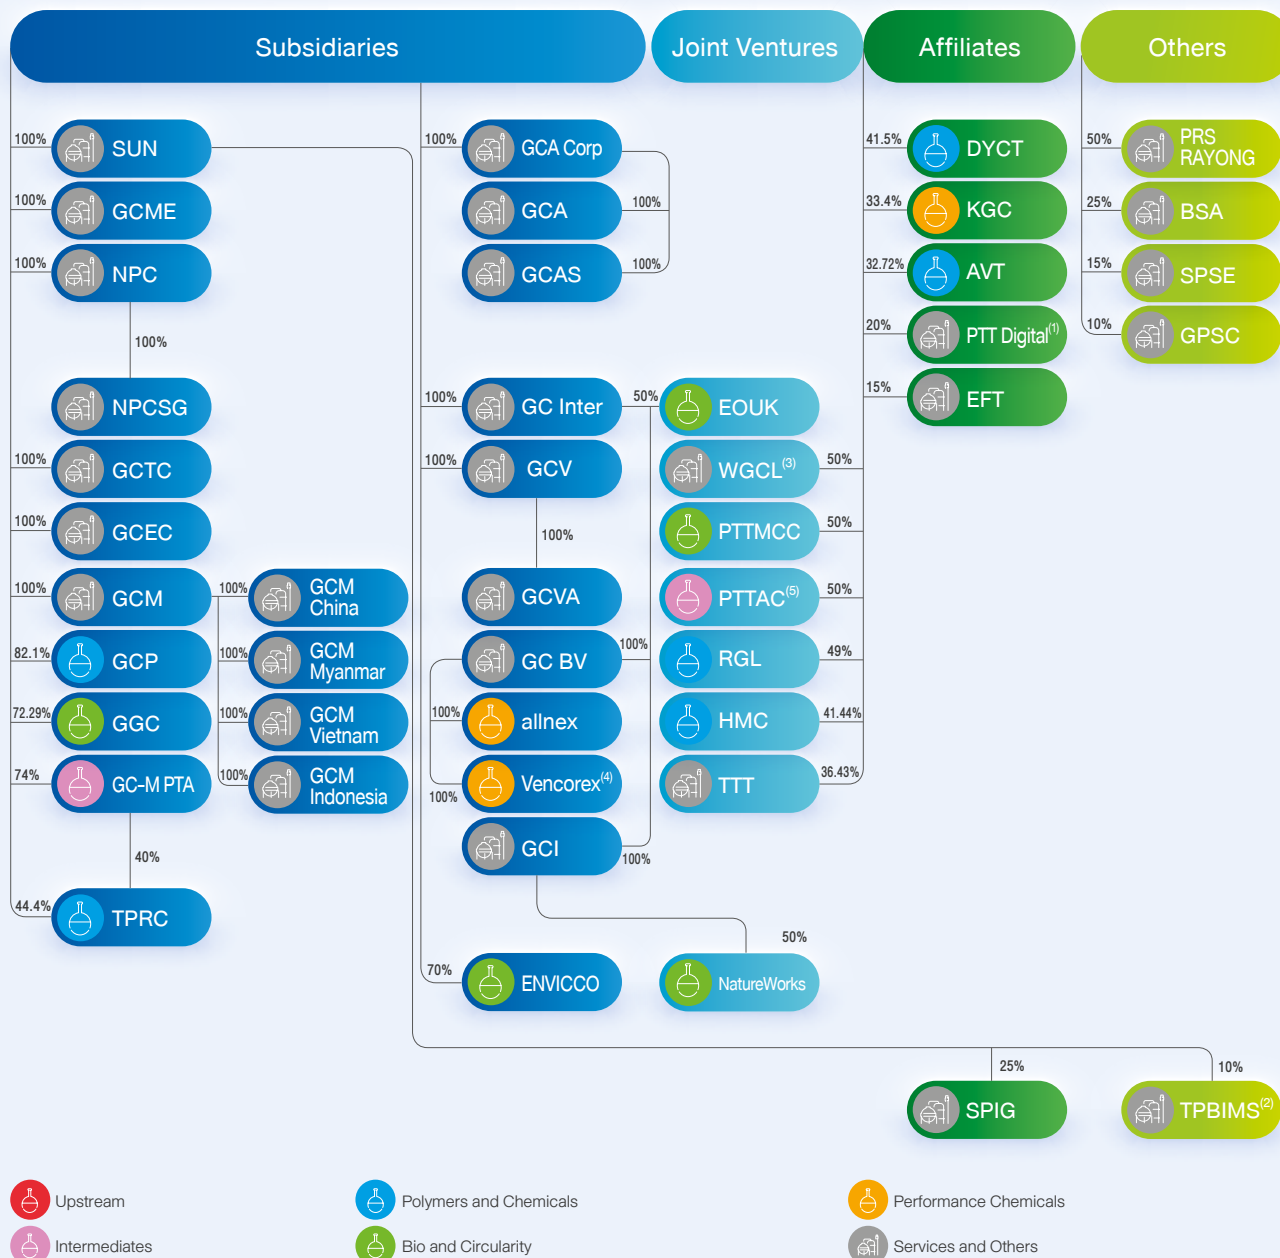 Subsidiaries
Joint Ventures
Affiliates
Others
100%
SUN
100%
GCME
100%
NPC
100%
NPCSG
100%
GCTC
100%
GCEC
100%
GCM
82.1%
GCP
72.29%
GGC
74%
GC-M PTA
40%
44.4%
TPRC
100%
GCM
China
100%
GCM
Myanmar
100%
GCM
Vietnam
100%
GCM
Indonesia
100%
GCA Corp
GCA
100%
GCAS
100%
100%
GC Inter
50%
100%
GCV
100%
GCVA
GC BV
100%
100%
allnex
Vencorex(4)
100%
GCI
100%
50%
70%
ENVICCO
EOUK
WGCL(3)
50%
PTTMCC
50%
PTTAC(5)
50%
RGL
49%
HMC
41.44%
TTT
36.43%
NatureWorks
41.5%
DYCT
33.4%
KGC
32.72%
AVT
20%
PTT Digital(1)
15%
EFT
50%
PRS
RAYONG
25%
BSA
15%
SPSE
10%
GPSC
25%
SPIG
10%
TPBIMS(2)
Upstream
Polymers and Chemicals
Performance Chemicals
Intermediates
Bio and Circularity
Services and Others